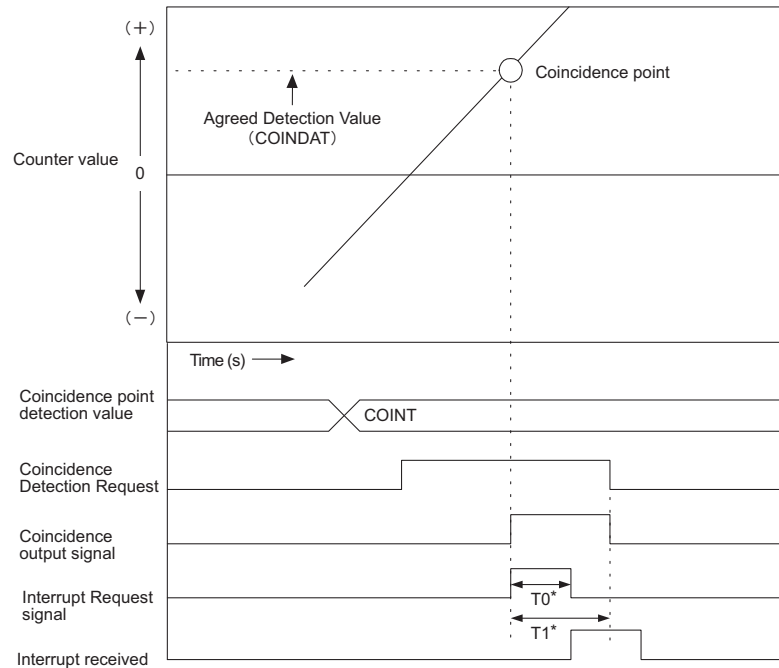 (+)
Coincidence point
Agreed Detection Value
(COINDAT)
Counter value
0
(−)
Time (s)
Coincidence point
detection value
COINT
Coincidence
Detection Request
Coincidence
output signal
Interrupt Request
signal
T0*
T1*
Interrupt received